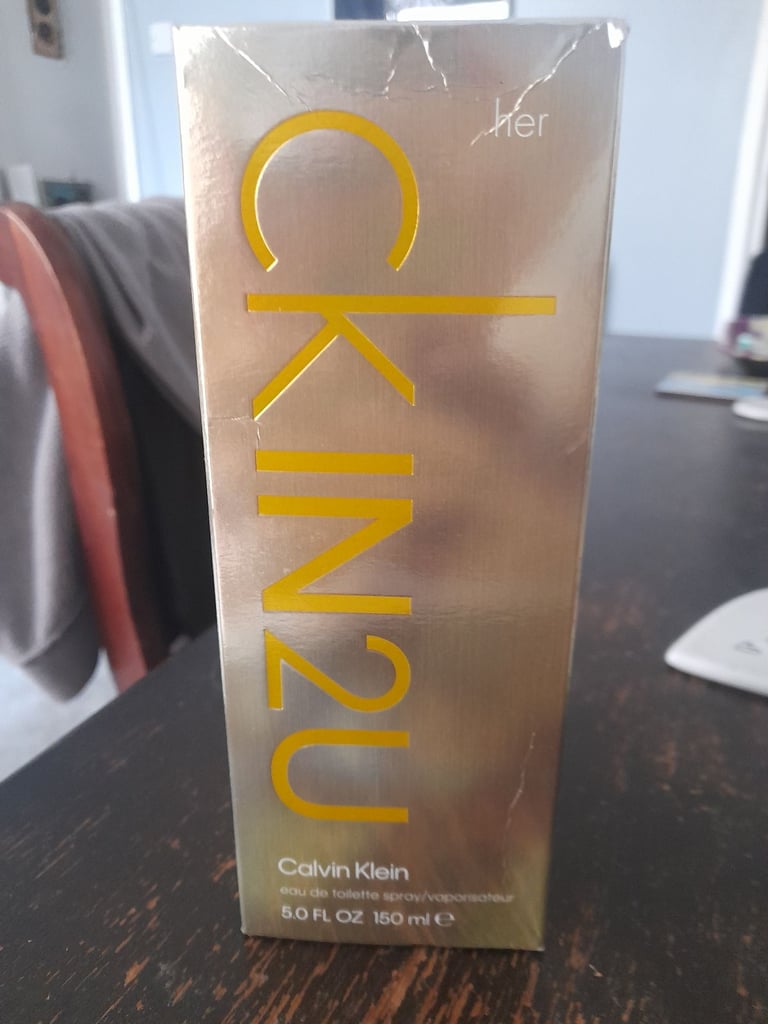 her
CKIN2U
Calvin Klein
eau de toilette spray/vaporisateur
5.0 FL OZ 150 ml ℮